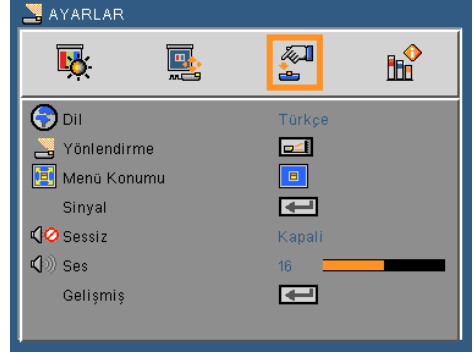 AYARLAR
Dil Türkçe
Yönlendirme
Menü Konumu
Sinyal
Sessiz Kapali
Ses 16
Gelişmiş